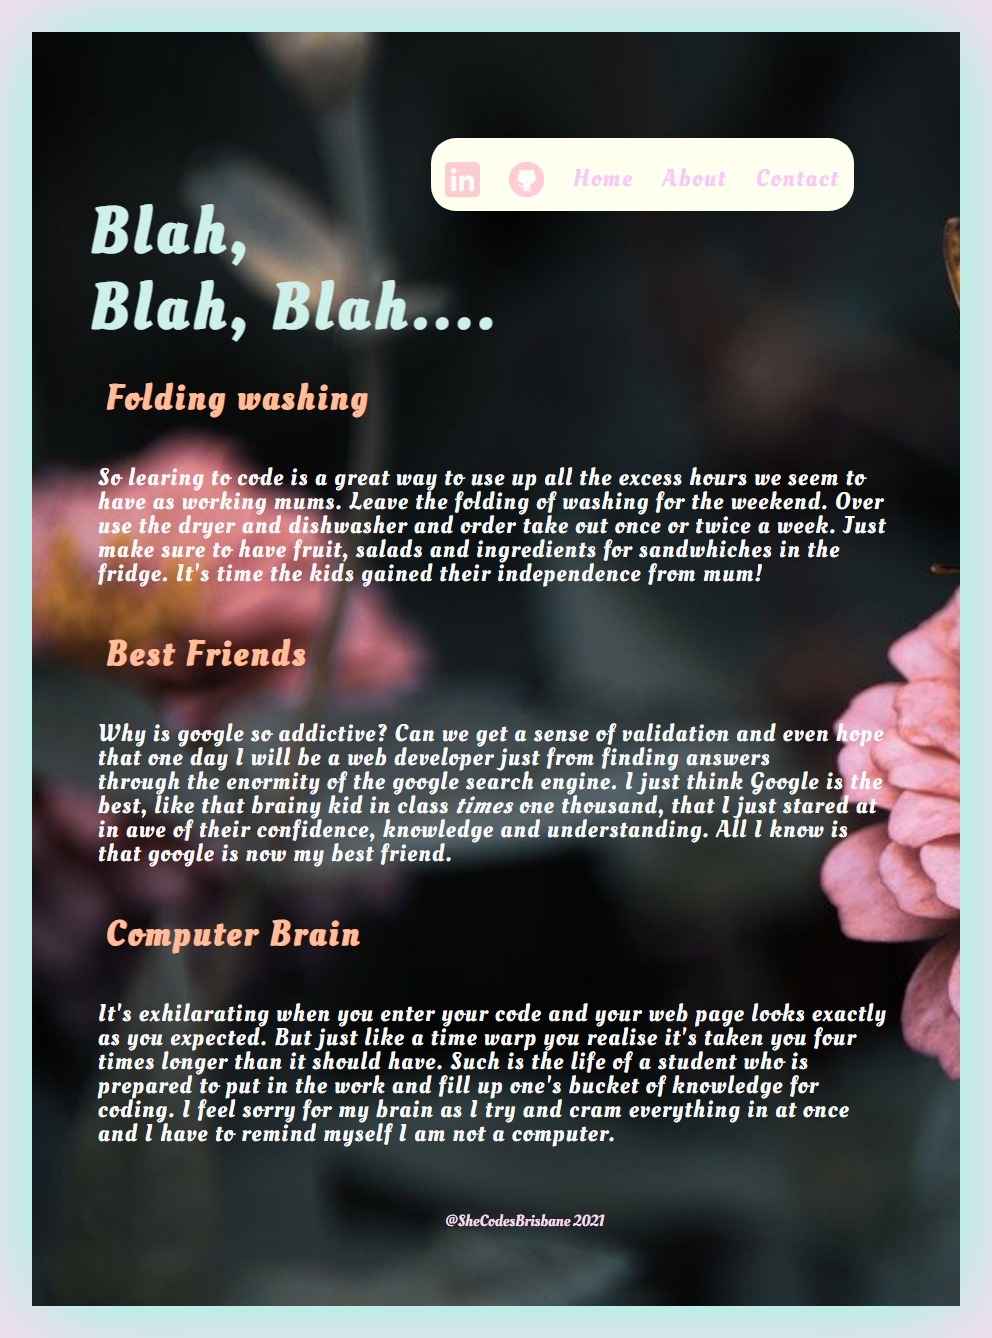 in
Home About Contact
Blah,
Blah, Blah....
Folding washing
So learing to code is a great way to use up all the excess hours we seem to
have as working mums. Leave the folding of washing for the weekend. Over
use the dryer and dishwasher and order take out once or twice a week. Just
make sure to have fruit, salads and ingredients for sandwhiches in the
fridge. It's time the kids gained their independence from mum!
Best Friends
Why is google so addictive? Can we get a sense of validation and even hope
that one day I will be a web developer just from finding answers
through the enormity of the google search engine. I just think Google is the
best, like that brainy kid in class times one thousand, that I just stared at
in awe of their confidence, knowledge and understanding. All I know is
that google is now my best friend.
Computer Brain
It's exhilarating when you enter your code and your web page looks exactly
as you expected. But just like a time warp you realise it's taken you four
times longer than it should have. Such is the life of a student who is
prepared to put in the work and fill up one's bucket of knowledge for
coding. I feel sorry for my brain as I try and cram everything in at once
and I have to remind myself I am not a computer.
@SheCodesBrisbane 2021